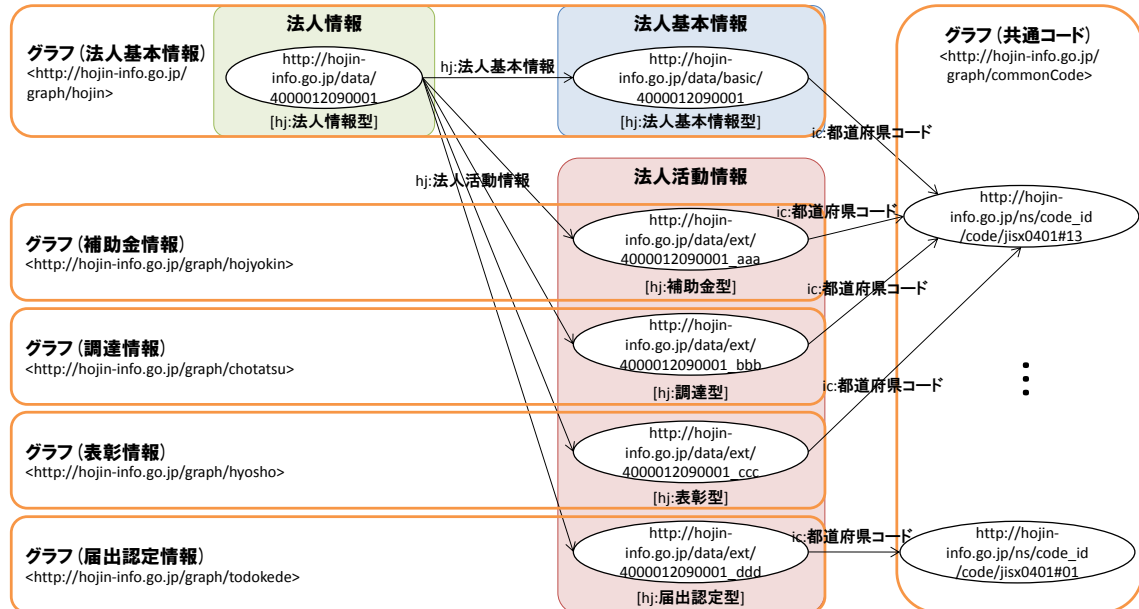 法人情報
法人基本情報
グラフ（法人基本情報）
<http://hojin-info.go.jp/
graph/hojin>
http://hojin-
info.go.jp/data/
4000012090001
[hj:法人情報型]
hj:法人基本情報
http://hojin-
info.go.jp/data/basic/
4000012090001
[hj:法人基本情報型]
グラフ（共通コード）
<http://hojin-info.go.jp/
graph/commonCode>
ic:都道府県コード
hj:法人活動情報
法人活動情報
グラフ（補助金情報）
<http://hojin-info.go.jp/graph/hojyokin>
http://hojin-
info.go.jp/data/ext/
4000012090001_aaa
[hj:補助金型]
ic:都道府県コード
http://hojin-
info.go.jp/ns/code_id
/code/jisx0401#13
グラフ（調達情報）
<http://hojin-info.go.jp/graph/chotatsu>
http://hojin-
info.go.jp/data/ext/
4000012090001_bbb
[hj:調達型]
ic:都道府県コード
グラフ（表彰情報）
<http://hojin-info.go.jp/graph/hyosho>
http://hojin-
info.go.jp/data/ext/
4000012090001_ccc
[hj:表彰型]
ic:都道府県コード
グラフ（届出認定情報）
<http://hojin-info.go.jp/graph/todokede>
http://hojin-
info.go.jp/data/ext/
4000012090001_ddd
[hj:届出認定型]
ic:都道府県コード
http://hojin-
info.go.jp/ns/code_id
/code/jisx0401#01